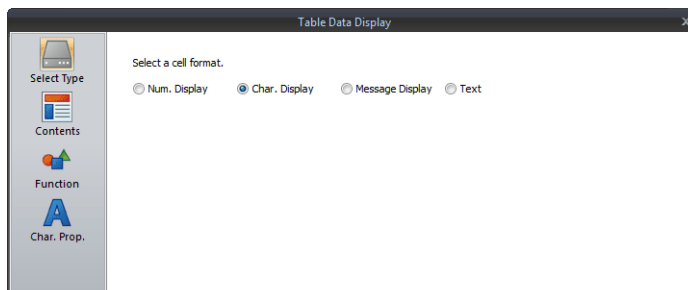 Table Data Display
Select Type
Contents
Function
Char. Prop.
Select a cell format.
Num. Display Char. Display Message Display Text